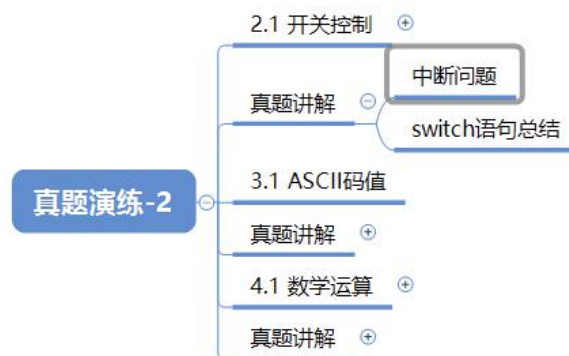 2.1 开关控制
中断问题
真题讲解
switch语句总结
真题演练-2
3.1 ASCII码值
真题讲解
4.1 数学运算
真题讲解